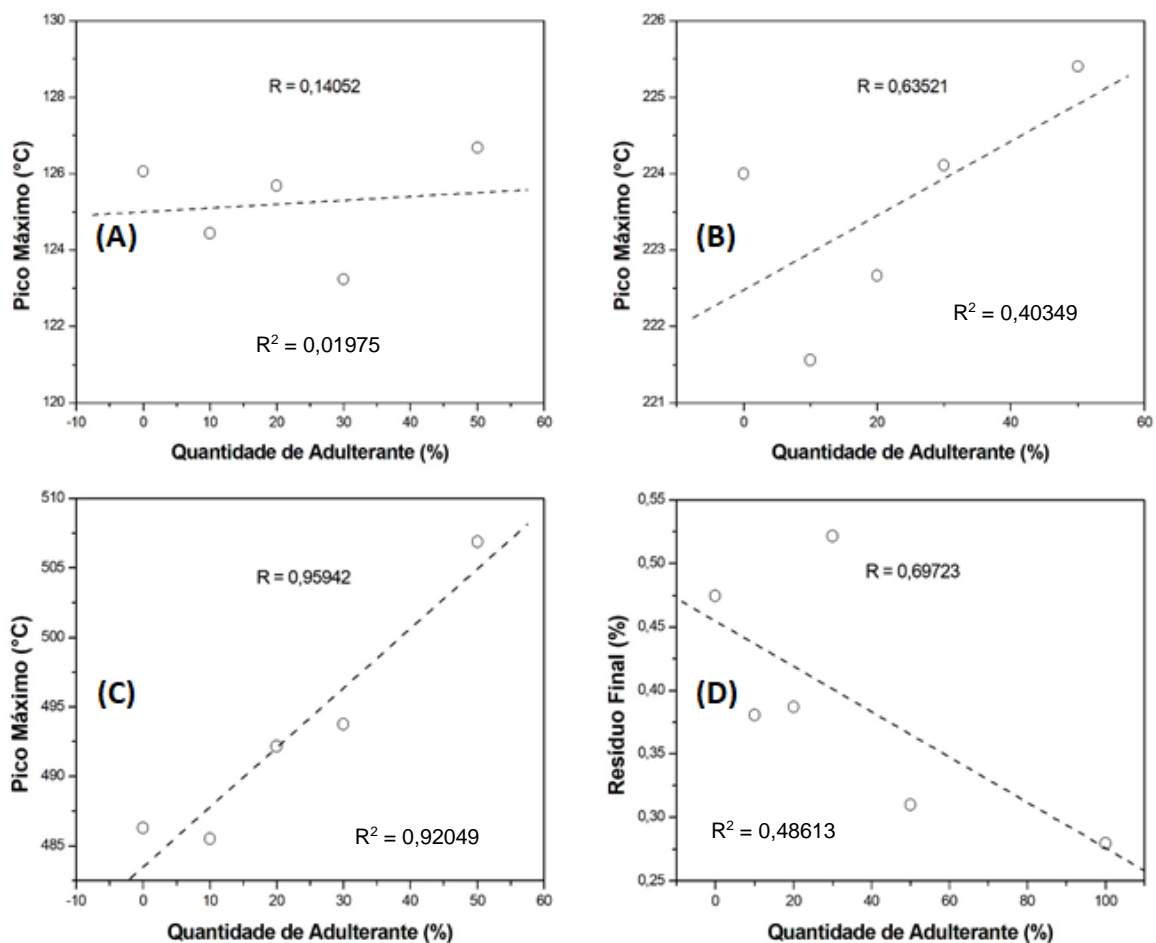 130
128
126
124
122
120
-10
0
10
20
30
40
50
60
Pico Máximo (°C)
Quantidade de Adulterante (%)
R = 0,14052
(A)
R² = 0,01975
226
225
224
223
222
221
0
20
40
60
Pico Máximo (°C)
Quantidade de Adulterante (%)
R = 0,63521
(B)
R² = 0,40349
510
505
500
495
490
485
-10
0
10
20
30
40
50
60
Pico Máximo (°C)
Quantidade de Adulterante (%)
R = 0,95942
(C)
R² = 0,92049
0,55
0,50
0,45
0,40
0,35
0,30
0,25
0
20
40
60
80
100
Resíduo Final (%)
Quantidade de Adulterante (%)
R = 0,69723
(D)
R² = 0,48613